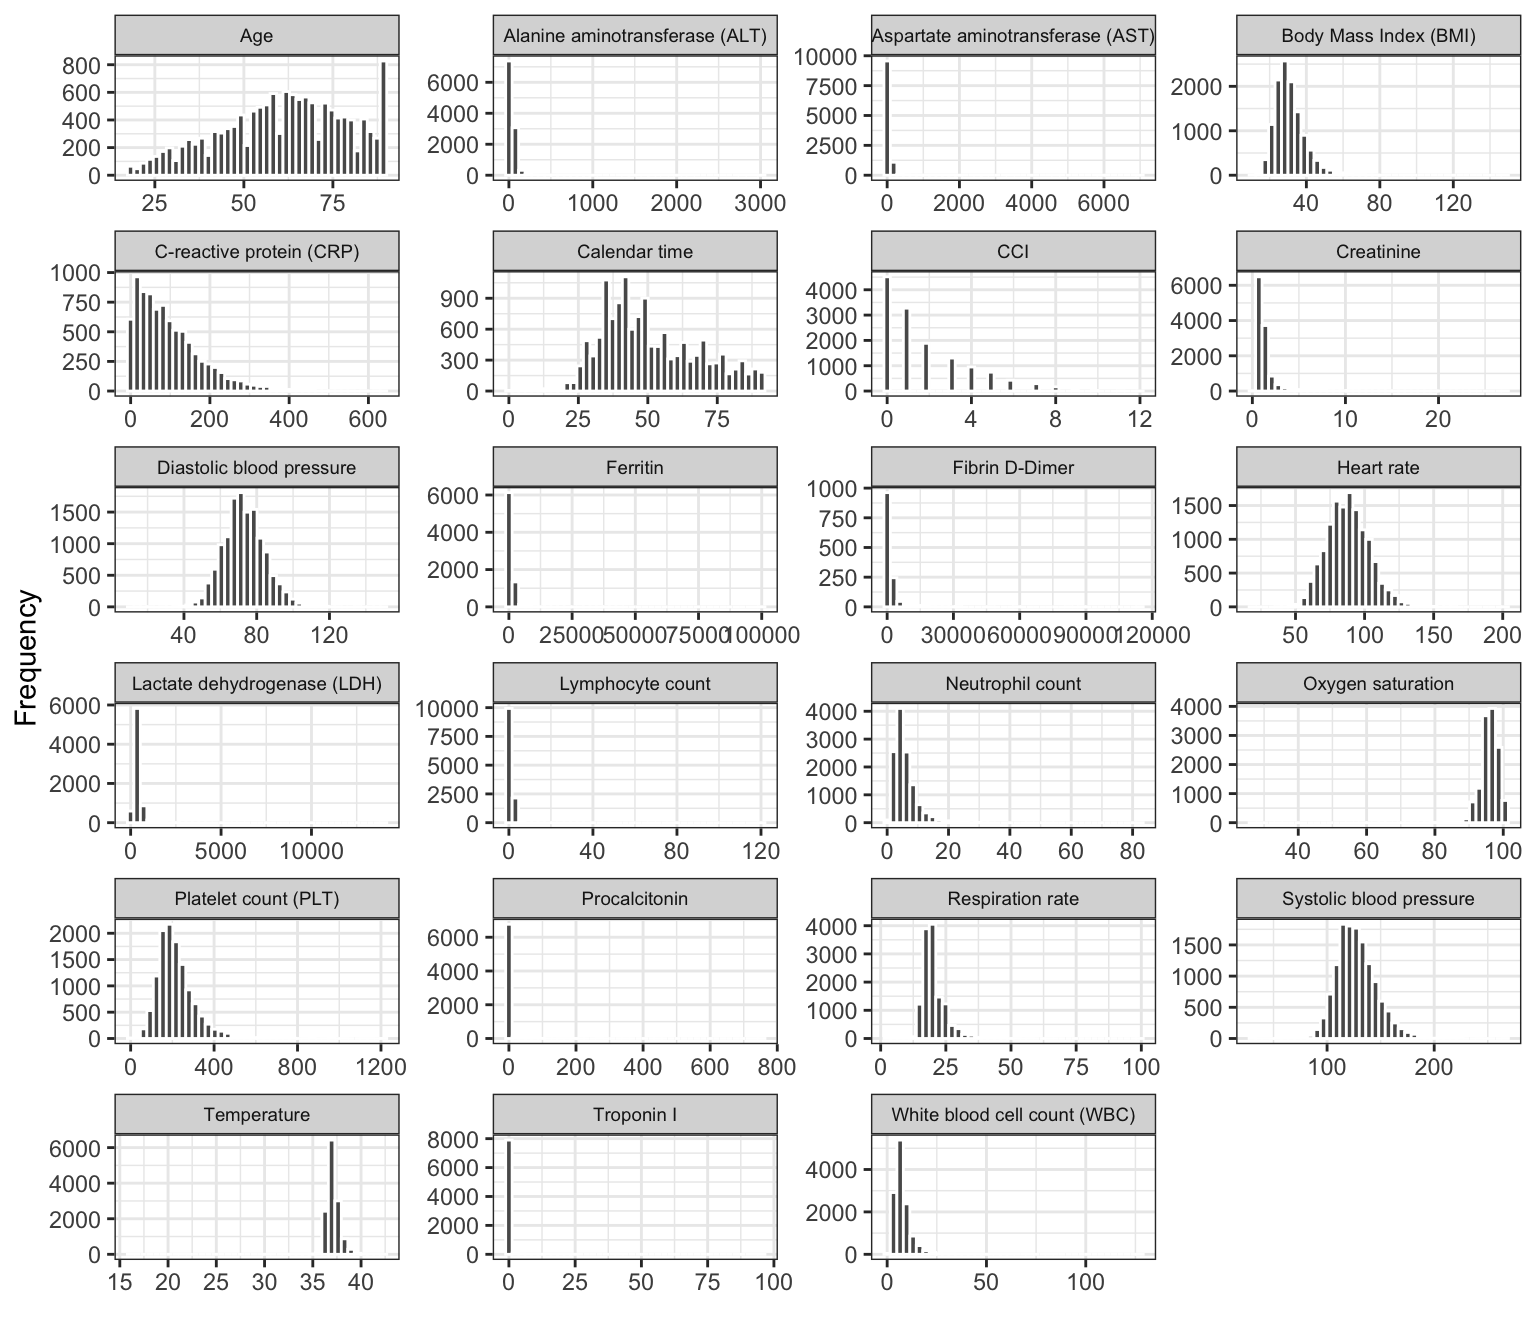 Frequency
Age
800
600
400
200
0
25 50 75
Alanine aminotransferase (ALT)
6000
4000
2000
0
0 1000 2000 3000
Aspartate aminotransferase (AST)
10000
7500
5000
2500
0
0 2000 4000 6000
Body Mass Index (BMI)
2000
1000
0
40 80 120
C-reactive protein (CRP)
1000
750
500
250
0
0 200 400 600
Calendar time
900
600
300
0
0 25 50 75
CCI
4000
3000
2000
1000
0
0 4 8 12
Creatinine
6000
4000
2000
0
0 10 20
Diastolic blood pressure
1500
1000
500
0
40 80 120
Ferritin
6000
4000
2000
0
0 25000 50000 75000 100000
Fibrin D-Dimer
1000
750
500
250
0
0 30000 60000 90000 120000
Heart rate
1500
1000
500
0
50 100 150 200
Lactate dehydrogenase (LDH)
6000
4000
2000
0
0 5000 10000
Lymphocyte count
10000
7500
5000
2500
0
0 40 80 120
Neutrophil count
4000
3000
2000
1000
0
0 20 40 60 80
Oxygen saturation
4000
3000
2000
1000
0
40 60 80 100
Platelet count (PLT)
2000
1500
1000
500
0
0 400 800 1200
Procalcitonin
6000
4000
2000
0
0 200 400 600 800
Respiration rate
4000
3000
2000
1000
0
0 25 50 75 100
Systolic blood pressure
1500
1000
500
0
100 200
Temperature
6000
4000
2000
0
15 20 25 30 35 40
Troponin I
8000
6000
4000
2000
0
0 25 50 75 100
White blood cell count (WBC)
4000
2000
0
0 50 100